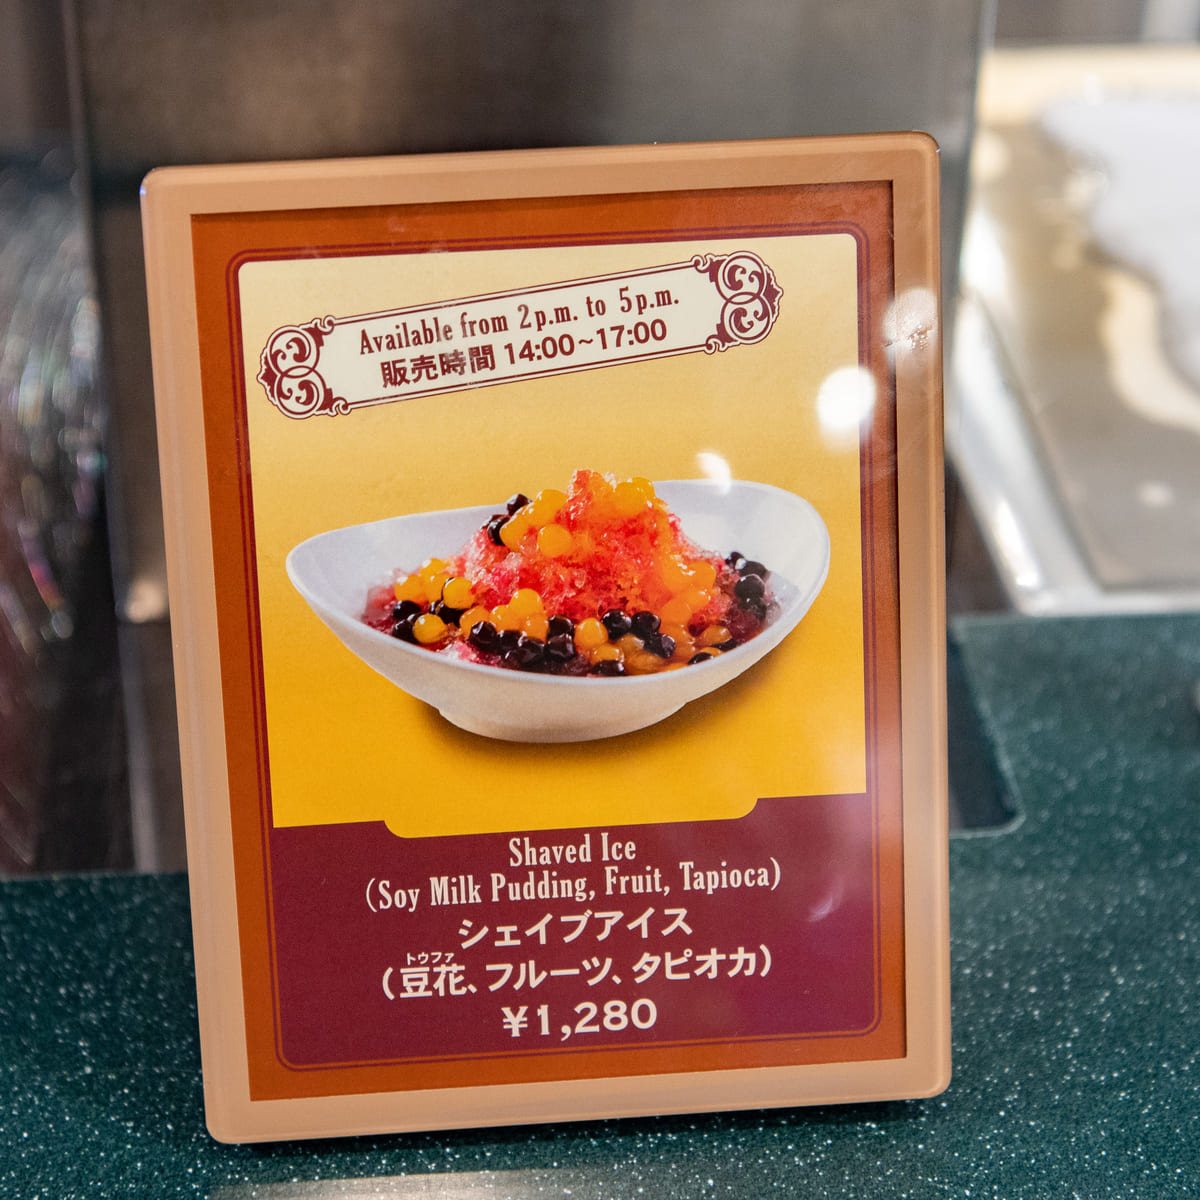 Available from 2p.m. to 5p.m.
販売時間 14:00~17:00
Shaved Ice
(Soy Milk Pudding, Fruit, Tapioca)
シェイブアイス
トウファ
(豆花、フルーツ、タピオカ)
¥1,280